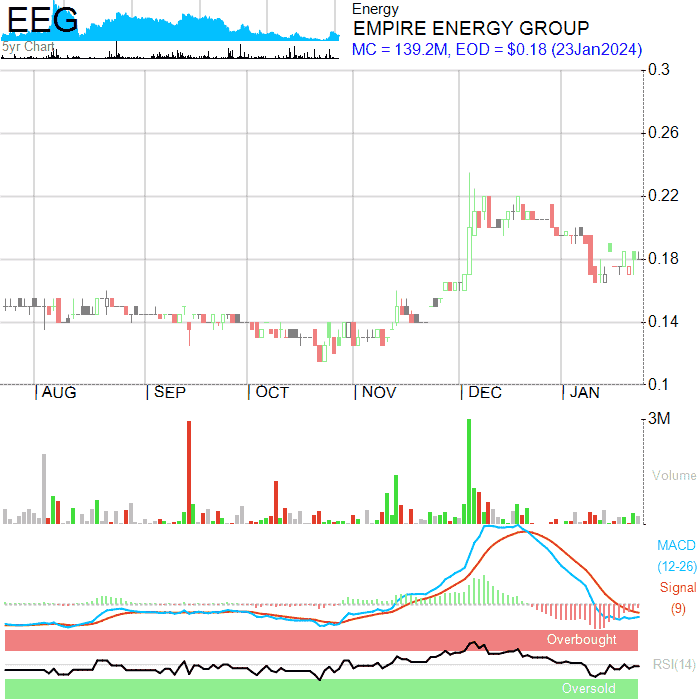 EEG
5yr Chart
Energy
EMPIRE ENERGY GROUP
MC = 139.2M, EOD = $0.18 (23Jan2024)
0.3
0.26
0.22
0.18
0.14
0.1
AUG
SEP
OCT
NOV
DEC
JAN
3M
Volume
MACD
(12-26)
Signal
(9)
Overbought
RSI(14)
Oversold